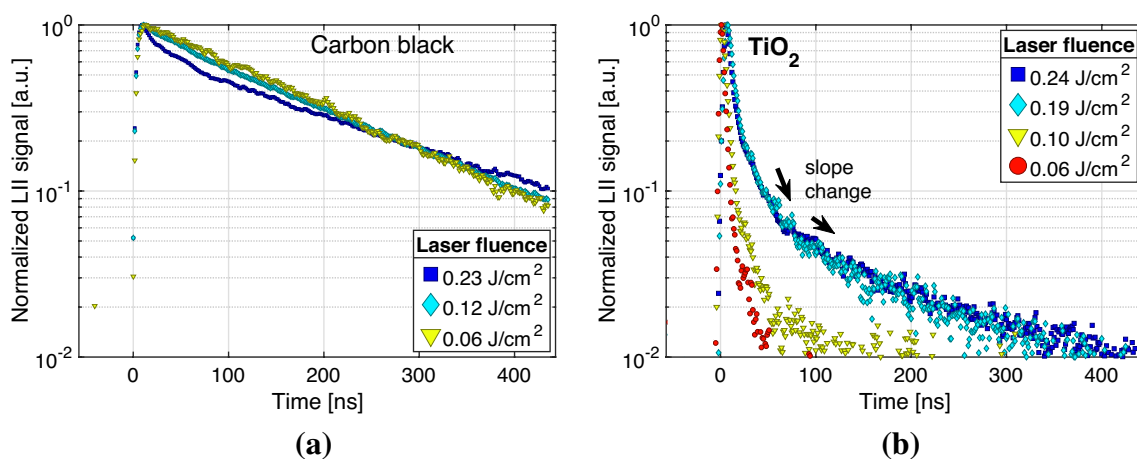 Carbon black
Normalized LII signal [a.u.]
10^0
10^-1
10^-2
Laser fluence
0.23 J/cm^2
0.12 J/cm^2
0.06 J/cm^2
0
100
200
300
400
Time [ns]
(a)
TiO_2
Normalized LII signal [a.u.]
10^0
10^-1
10^-2
Laser fluence
0.24 J/cm^2
0.19 J/cm^2
0.10 J/cm^2
0.06 J/cm^2
slope
change
0
100
200
300
400
Time [ns]
(b)